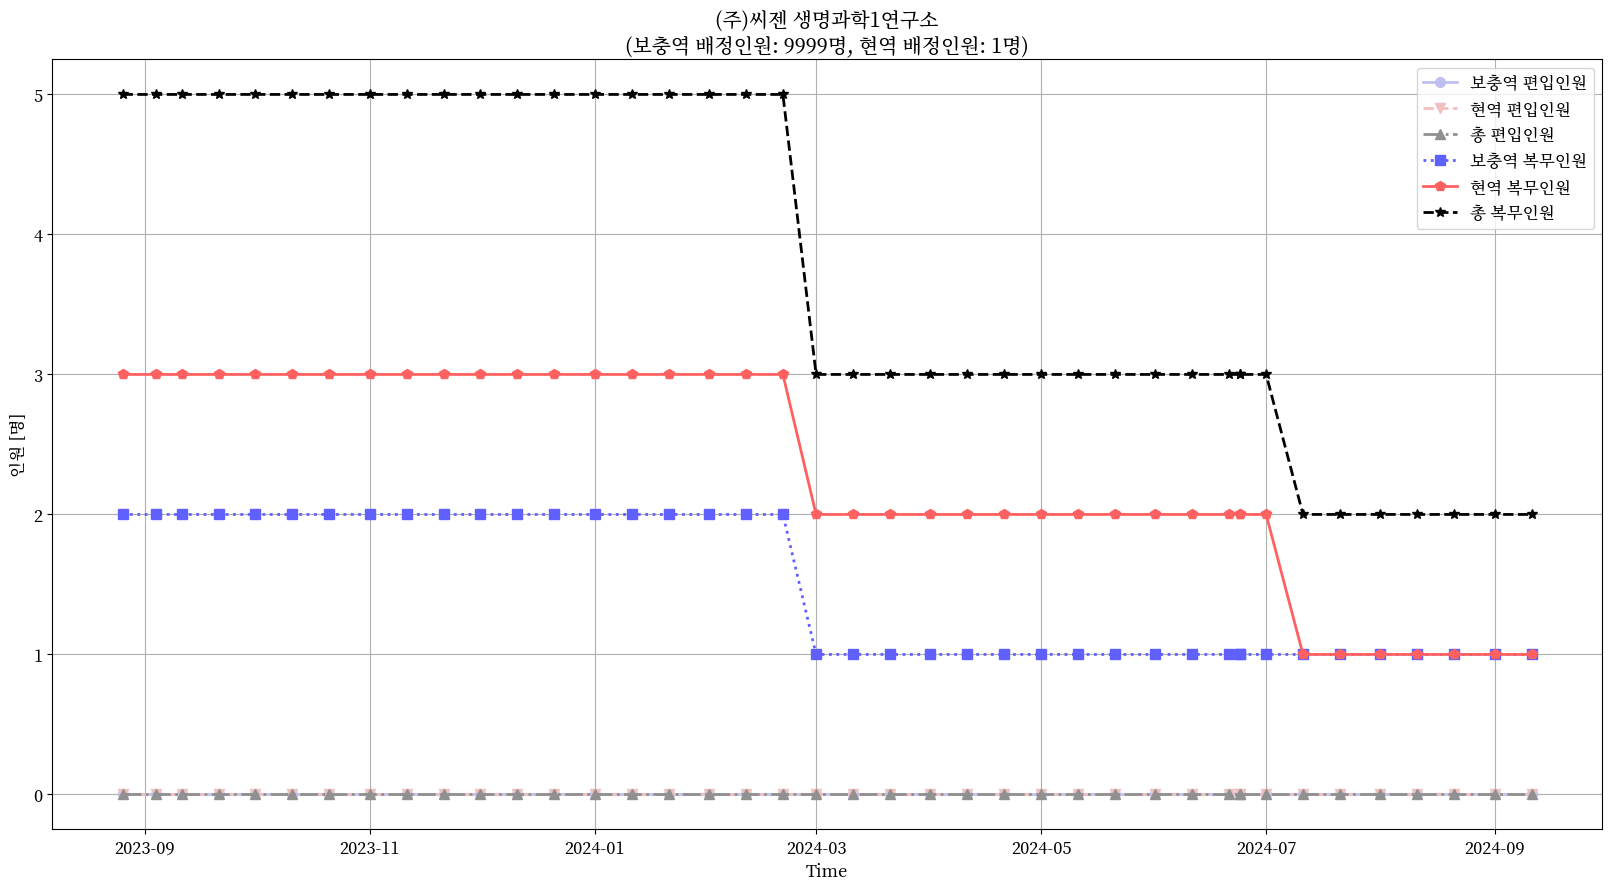 (주)씨젠 생명과학1연구소
(보충역 배정인원: 9999명, 현역 배정인원: 1명)
보충역 편입인원
현역 편입인원
총 편입인원
보충역 복무인원
현역 복무인원
총 복무인원
5
4
3
2
1
0
인원 [명]
2023-09
2023-11
2024-01
2024-03
2024-05
2024-07
2024-09
Time